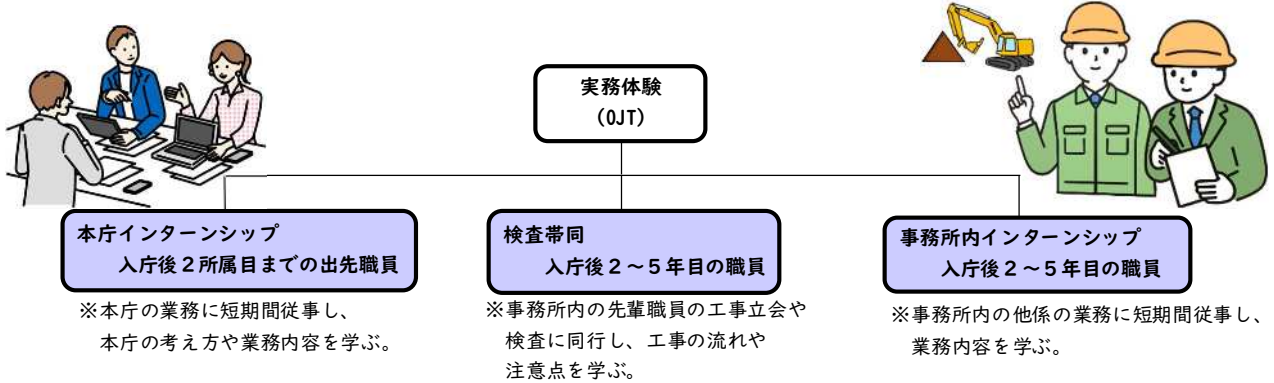 実務体験
(OJT)
本庁インターンシップ
入庁後２所属目までの出先職員
※本庁の業務に短期間従事し、
本庁の考え方や業務内容を学ぶ。
検査帯同
入庁後２～５年目の職員
※事務所内の先輩職員の工事立会や
検査に同行し、工事の流れや
注意点を学ぶ。
事務所内インターンシップ
入庁後２～５年目の職員
※事務所内の他係の業務に短期間従事し、
業務内容を学ぶ。